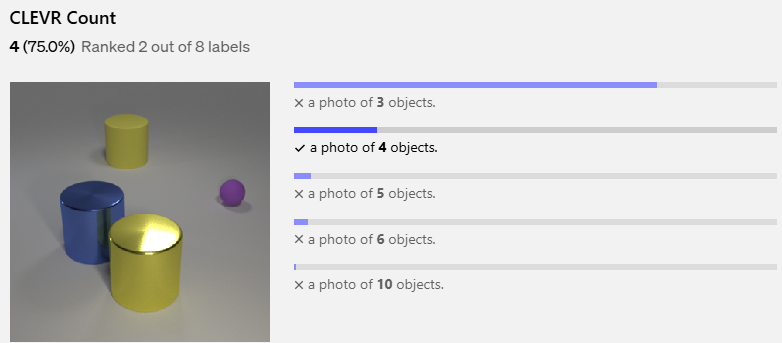 CLEVR Count
4 (75.0%) Ranked 2 out of 8 labels
× a photo of 3 objects.
✓ a photo of 4 objects.
× a photo of 5 objects.
× a photo of 6 objects.
× a photo of 10 objects.